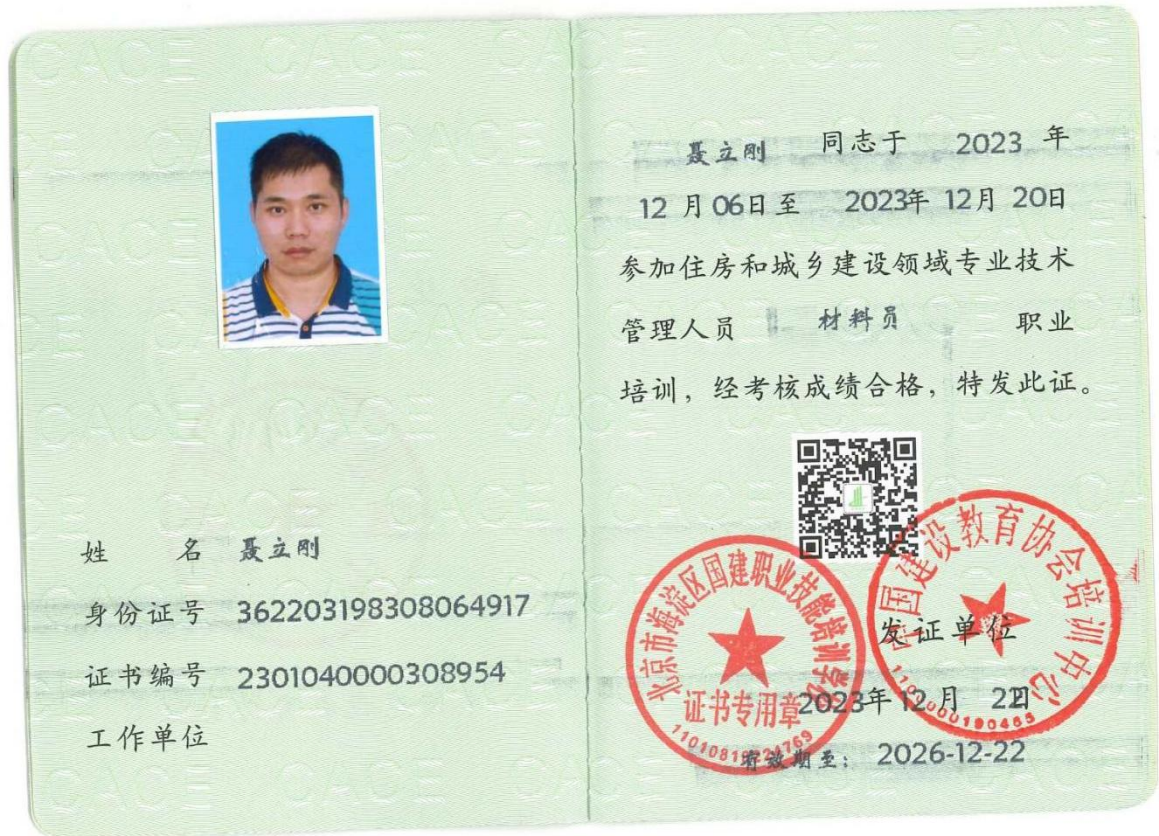 姓 名 聂立刚
身份证号 362203198308064917
证书编号 2301040000308954
工作单位
聂立刚 同志于 2023 年
12 月 06日至 2023年 12月 20日
参加住房和城乡建设领域专业技术
管理人员 材料员 职业
培训，经考核成绩合格，特发此证。
北京市海淀区国建职业技能培训学校
证书专用章
中国建设教育协会培训中心
发证单位
2023年 12月 22日
有效期至： 2026-12-22
CACE